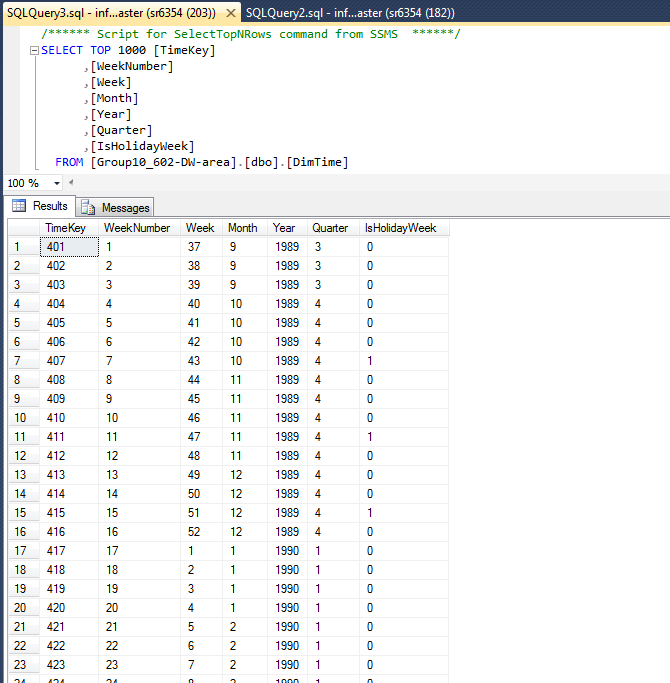 SQLQuery3.sql - inf...aster (sr6354 (203)) SQLQuery2.sql - inf...aster (sr6354 (182))
/****** Script for SelectTopNRows command from SSMS ******/
SELECT TOP 1000 [TimeKey]
,[WeekNumber]
,[Week]
,[Month]
,[Year]
,[Quarter]
,[IsHolidayWeek]
FROM [Group10_602-DW-area].[dbo].[DimTime]
100 %
Results Messages
TimeKey WeekNumber Week Month Year Quarter IsHolidayWeek
1 401 1 37 9 1989 3 0
2 402 2 38 9 1989 3 0
3 403 3 39 9 1989 3 0
4 404 4 40 10 1989 4 0
5 405 5 41 10 1989 4 0
6 406 6 42 10 1989 4 0
7 407 7 43 10 1989 4 1
8 408 8 44 11 1989 4 0
9 409 9 45 11 1989 4 0
10 410 10 46 11 1989 4 0
11 411 11 47 11 1989 4 1
12 412 12 48 11 1989 4 0
13 413 13 49 12 1989 4 0
14 414 14 50 12 1989 4 0
15 415 15 51 12 1989 4 1
16 416 16 52 12 1989 4 0
17 417 17 1 1 1990 1 0
18 418 18 2 1 1990 1 0
19 419 19 3 1 1990 1 0
20 420 20 4 1 1990 1 0
21 421 21 5 2 1990 1 0
22 422 22 6 2 1990 1 0
23 423 23 7 2 1990 1 0